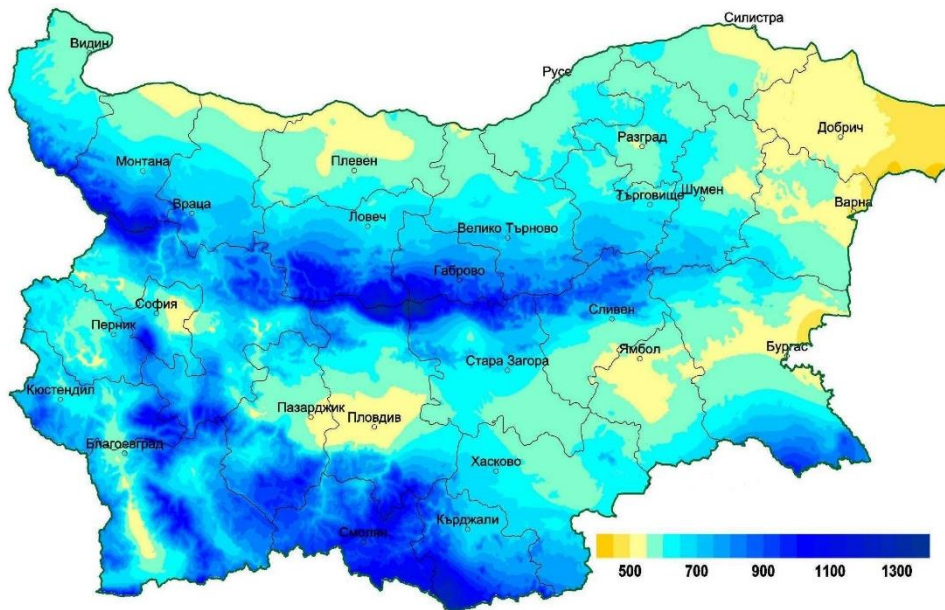 Силистра
Видин
Русе
Добрич
Разград
Монтана
Плевен
Шумен
Търговище
Враца
Варна
Ловеч
Велико Търново
Габрово
София
Сливен
Перник
Ямбол
Бургас
Стара Загора
Кюстендил
Пазарджик
Пловдив
Благоевград
Хасково
Кърджали
Смолян
500 700 900 1100 1300